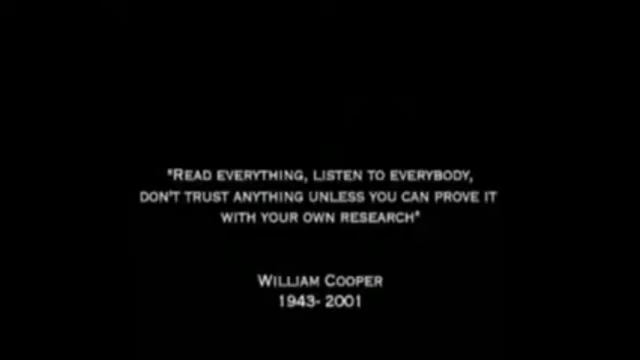 "READ EVERYTHING, LISTEN TO EVERYBODY,
DON'T TRUST ANYTHING UNLESS YOU CAN PROVE IT
WITH YOUR OWN RESEARCH"
WILLIAM COOPER
1943- 2001